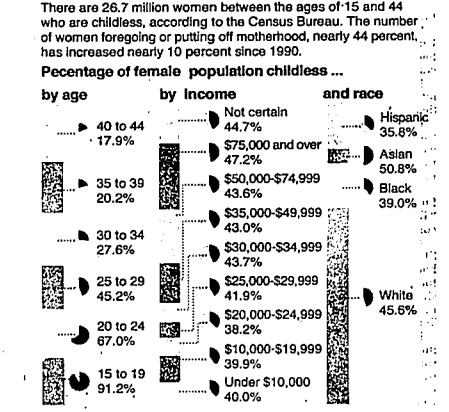 There are 26.7 million women between the ages of 15 and 44
who are childless, according to the Census Bureau. The number
of women foregoing or putting off motherhood, nearly 44 percent,
has increased nearly 10 percent since 1990.
Pecentage of female population childless ...
by age
40 to 44
17.9%
35 to 39
20.2%
30 to 34
27.6%
25 to 29
45.2%
20 to 24
67.0%
15 to 19
91.2%
by Income
Not certain
44.7%
$75,000 and over
47.2%
$50,000-$74,999
43.6%
$35,000-$49,999
43.0%
$30,000-$34,999
43.7%
$25,000-$29,999
41.9%
$20,000-$24,999
38.2%
$10,000-$19,999
39.9%
Under $10,000
40.0%
and race
Hispanic
35.8%
Asian
50.8%
Black
39.0%
White
45.6%